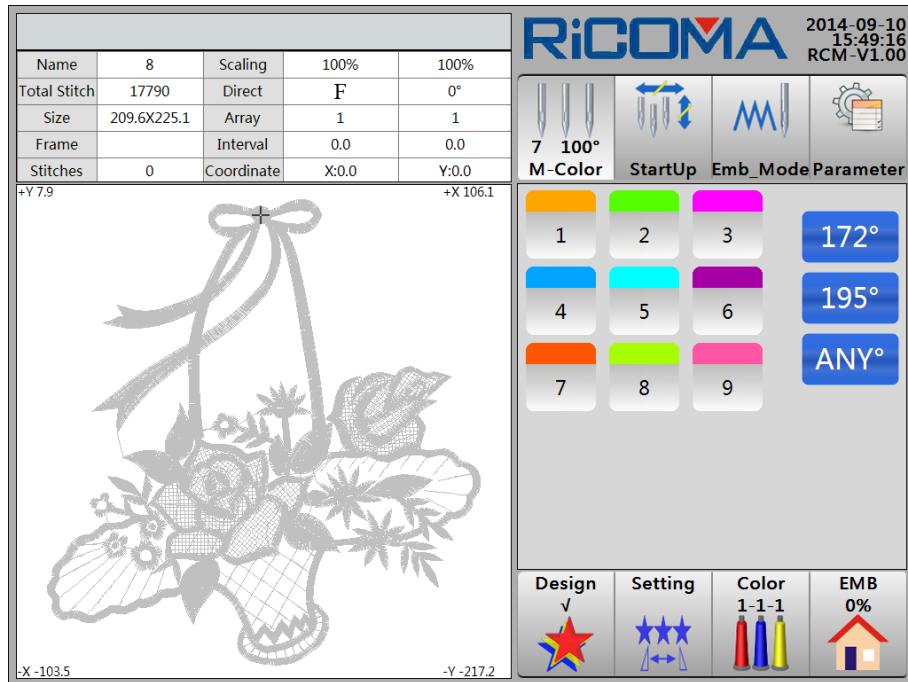 RiCOMA
2014-09-10
15:49:16
RCM-V1.00
Name 8 Scaling 100% 100%
Total Stitch 17790 Direct F 0°
Size 209.6X225.1 Array 1 1
Frame Interval 0.0 0.0
Stitches 0 Coordinate X:0.0 Y:0.0
7 100°
M-Color StartUp Emb_Mode Parameter
+Y 7.9 +X 106.1
1 2 3
172°
4 5 6
195°
7 8 9
ANY°
-X -103.5 -Y -217.2
Design Setting Color EMB
√ 1-1-1 0%